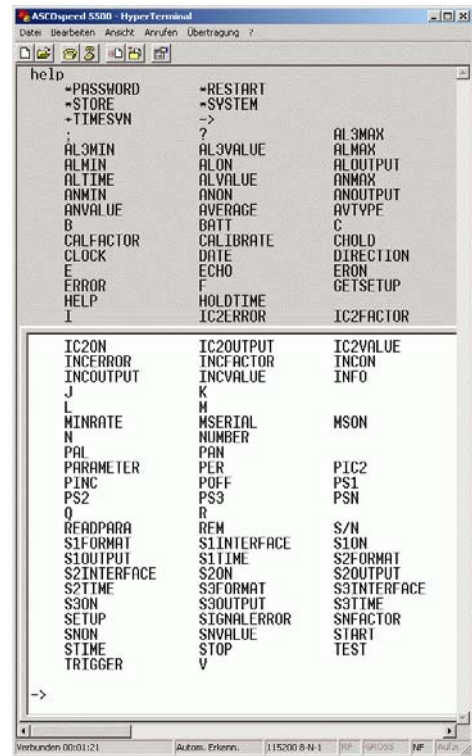 ASCOspeed 5500 - HyperTerminal
Datei Bearbeiten Ansicht Anrufen Übertragung ?
help
*PASSWORD *RESTART
*STORE *SYSTEM
*TIMESYN ->
; ? AL3MAX
AL3MIN AL3VALUE ALMAX
ALMIN ALON ALOUTPUT
ALTIME ALVALUE ANMAX
ANMIN ANON ANOUTPUT
ANVALUE AVERAGE AVTYPE
B BATT C
CALFACTOR CALIBRATE CHOLD
CLOCK DATE DIRECTION
E ECHO ERON
ERROR F GETSETUP
HELP HOLDTIME
I IC2ERROR IC2FACTOR
IC2ON IC2OUTPUT IC2VALUE
INCERROR INCFACTOR INCON
INCOUTPUT INCVALUE INFO
J K
L M
MINRATE MSERIAL MSON
N NUMBER
PAL PAN
PARAMETER PER PIC2
PINC POFF PS1
PS2 PS3 PSN
Q R
READPARA REM S/N
S1FORMAT S1INTERFACE S1ON
S1OUTPUT S1TIME S2FORMAT
S2INTERFACE S2ON S2OUTPUT
S2TIME S3FORMAT S3INTERFACE
S3ON S3OUTPUT S3TIME
SETUP SIGNALERROR SNFACTOR
SNON SNVALUE START
STIME STOP TEST
TRIGGER V
->
Verbunden 00:01:21 Autom. Erkenn. 115200 8-N-1 RF GROSS NF